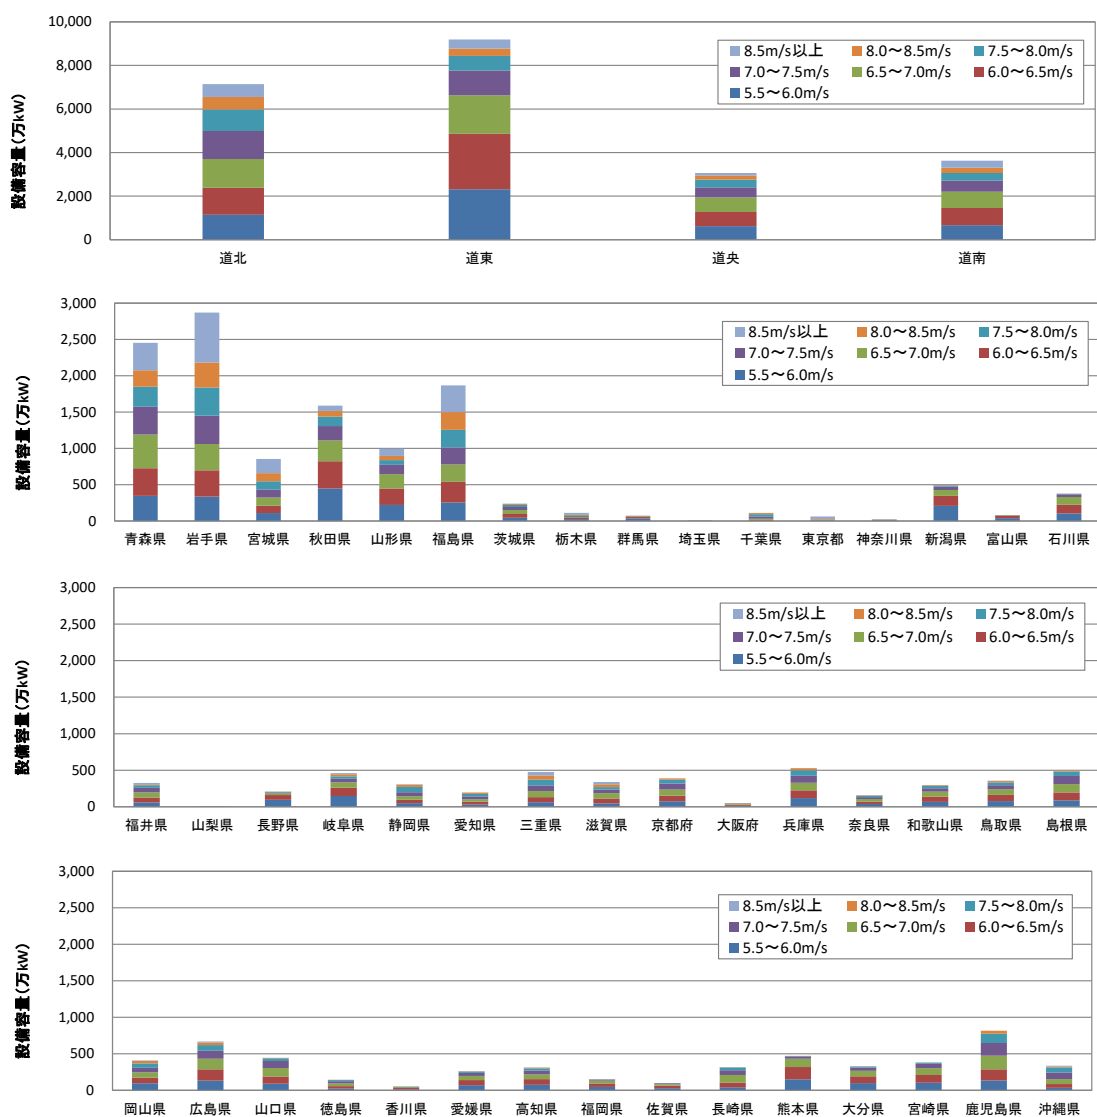 設備容量(万kW)
10,000
8,000
6,000
4,000
2,000
0
8.5m/s以上 8.0～8.5m/s 7.5～8.0m/s
7.0～7.5m/s 6.5～7.0m/s 6.0～6.5m/s
5.5～6.0m/s
道北 道東 道央 道南
設備容量(万kW)
3,000
2,500
2,000
1,500
1,000
500
0
8.5m/s以上 8.0～8.5m/s 7.5～8.0m/s
7.0～7.5m/s 6.5～7.0m/s 6.0～6.5m/s
5.5～6.0m/s
青森県 岩手県 宮城県 秋田県 山形県 福島県 茨城県 栃木県 群馬県 埼玉県 千葉県 東京都 神奈川県 新潟県 富山県 石川県
設備容量(万kW)
3,000
2,500
2,000
1,500
1,000
500
0
8.5m/s以上 8.0～8.5m/s 7.5～8.0m/s
7.0～7.5m/s 6.5～7.0m/s 6.0～6.5m/s
5.5～6.0m/s
福井県 山梨県 長野県 岐阜県 静岡県 愛知県 三重県 滋賀県 京都府 大阪府 兵庫県 奈良県 和歌山県 鳥取県 島根県
設備容量(万kW)
3,000
2,500
2,000
1,500
1,000
500
0
8.5m/s以上 8.0～8.5m/s 7.5～8.0m/s
7.0～7.5m/s 6.5～7.0m/s 6.0～6.5m/s
5.5～6.0m/s
岡山県 広島県 山口県 徳島県 香川県 愛媛県 高知県 福岡県 佐賀県 長崎県 熊本県 大分県 宮崎県 鹿児島県 沖縄県